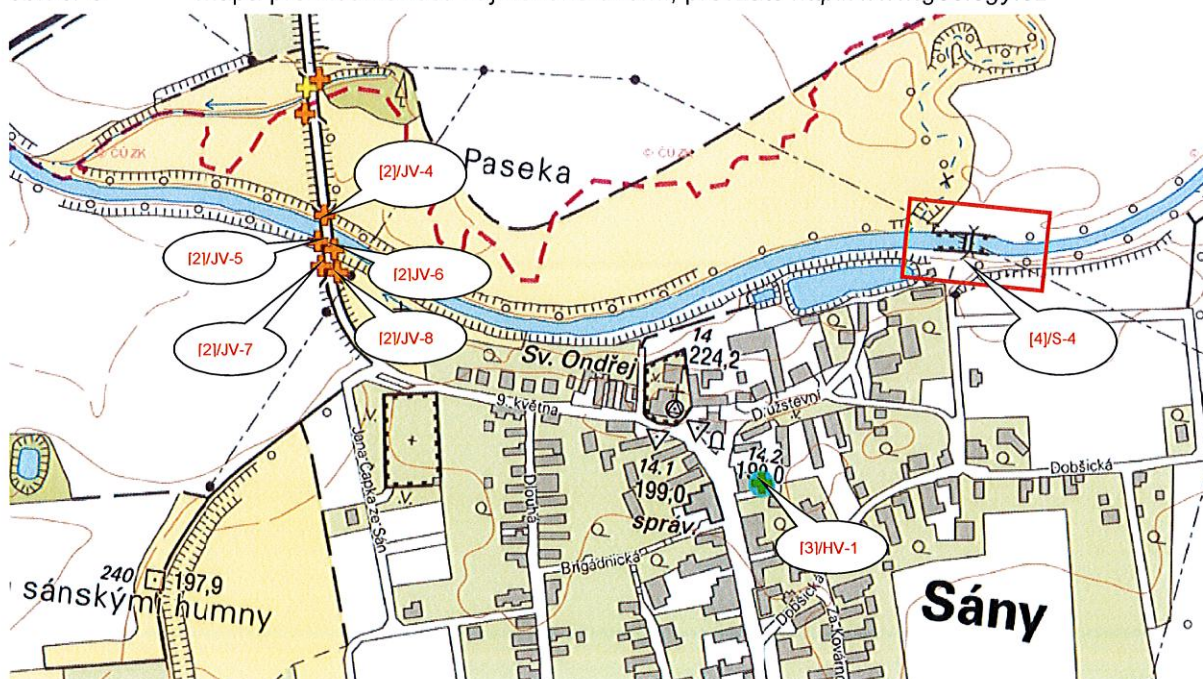 © ČÚZK
© ČÚZK
©
[2]/JV-4
Paseka
[2]/JV-5
[2]JV-6
[2]/JV-7
[2]/JV-8
[4]/S-4
Sv. Ondřej
14
224,2
9. května
Družstevní
Jana Čapka ze Sán
Dlouhá
14.1
199,0
správ.
14.2
199,0
Dobšická
[3]/HV-1
Brigádnická
240
197,9
sánskými humny
Dobšická
Za Kovárnou
Sány